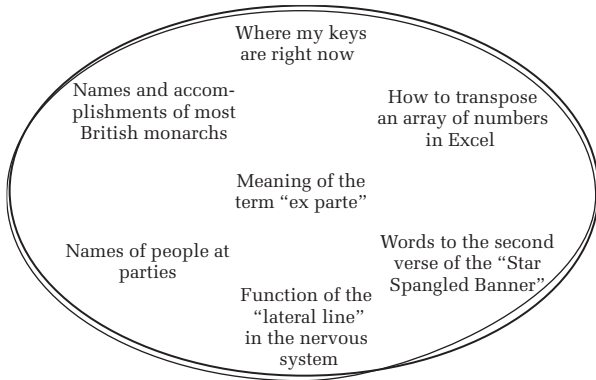 Where my keys
are right now
Names and accom-
plishments of most
British monarchs
How to transpose
an array of numbers
in Excel
Meaning of the
term “ex parte”
Names of people at
parties
Words to the second
verse of the “Star
Spangled Banner”
Function of the
“lateral line”
in the nervous
system